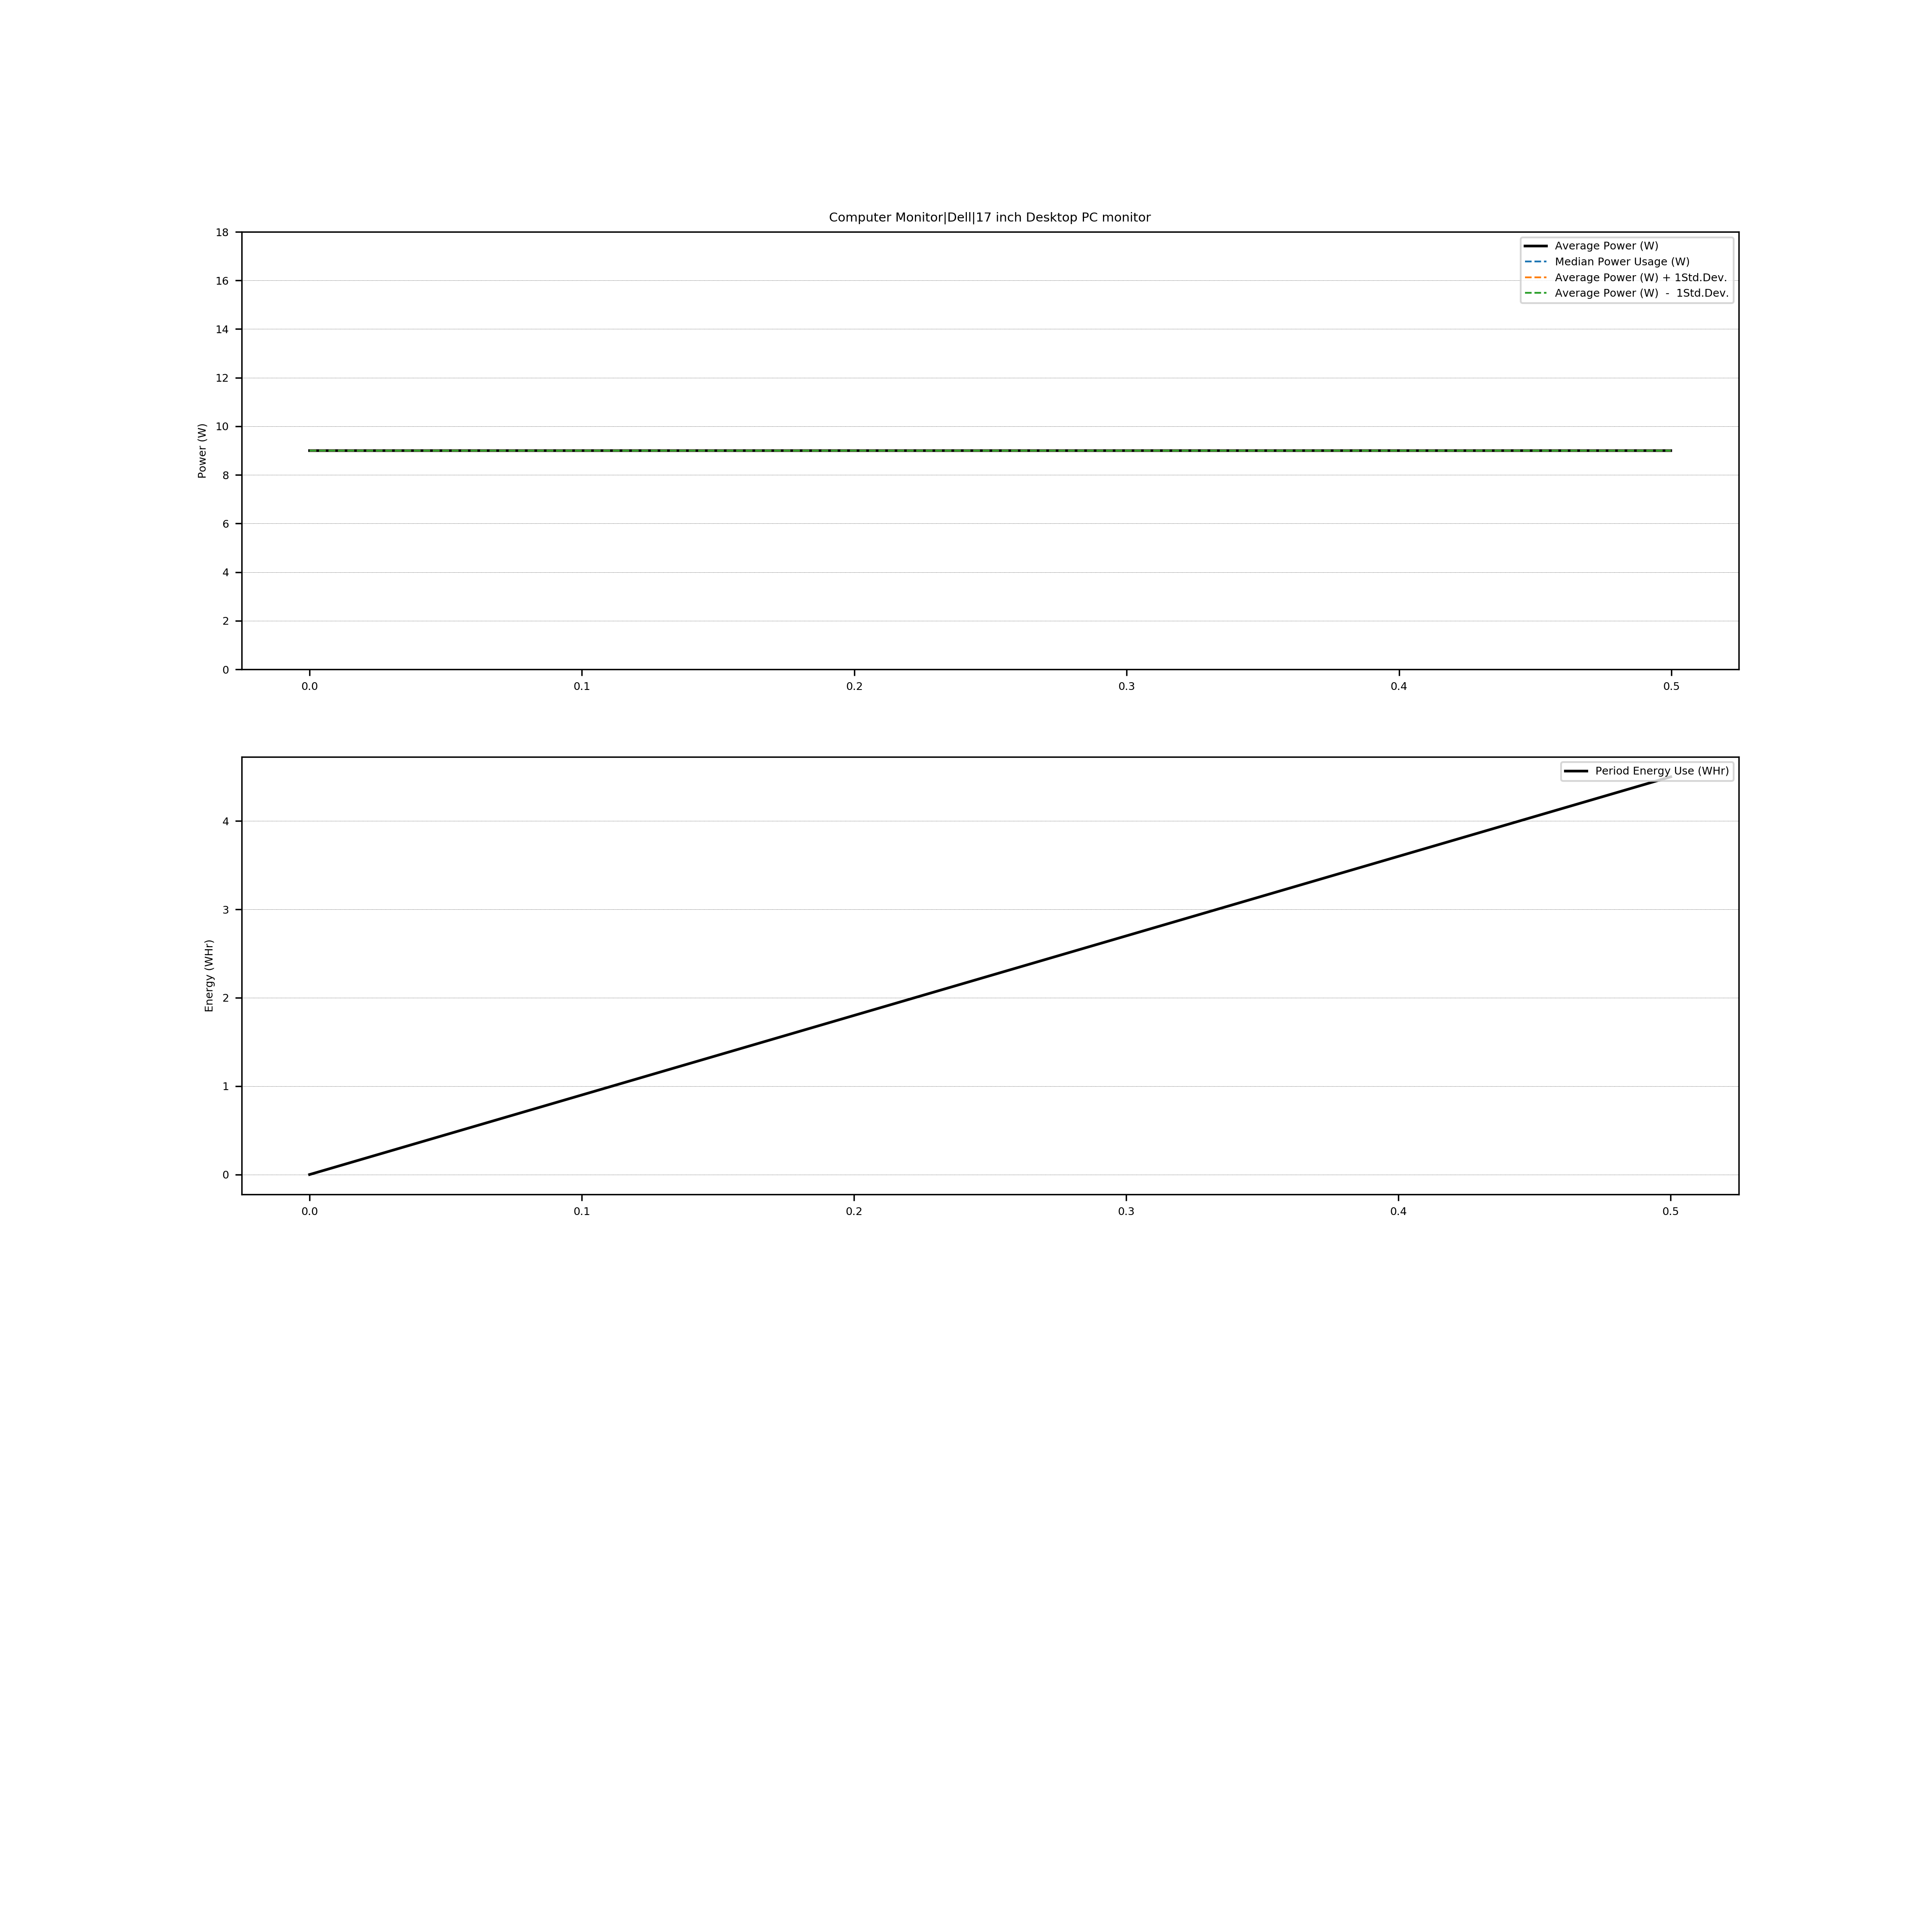 Computer Monitor|Dell|17 inch Desktop PC monitor
18
16
14
12
10
8
6
4
2
0
Power (W)
Average Power (W)
Median Power Usage (W)
Average Power (W) + 1Std.Dev.
Average Power (W)  -  1Std.Dev.
0.0 0.1 0.2 0.3 0.4 0.5
4
3
2
1
0
Energy (WHr)
Period Energy Use (WHr)
0.0 0.1 0.2 0.3 0.4 0.5